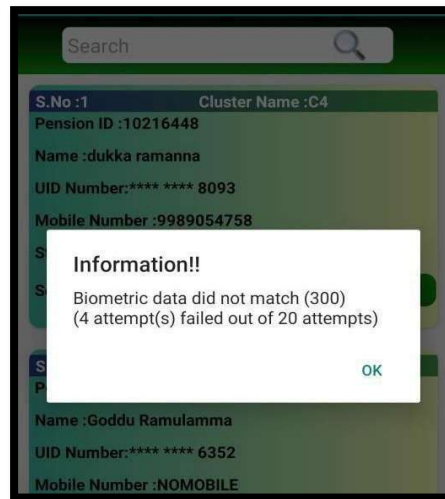 Search
S.No :1 Cluster Name :C4
Pension ID :10216448
Name :dukka ramanna
UID Number:**** **** 8093
Mobile Number :9989054758
Information!!
Biometric data did not match (300)
(4 attempt(s) failed out of 20 attempts)
OK
Name :Goddu Ramulamma
UID Number:**** **** 6352
Mobile Number :NOMOBILE